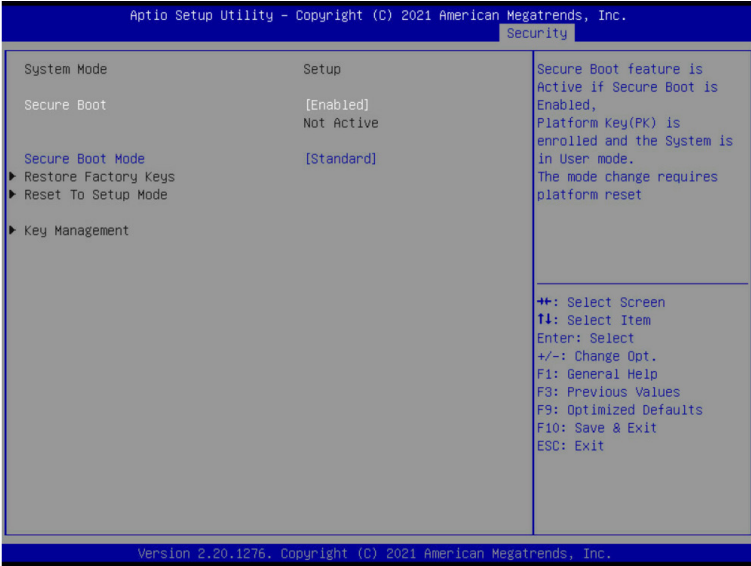 Aptio Setup Utility – Copyright (C) 2021 American Megatrends, Inc.
Security
System Mode Setup
Secure Boot [Enabled]
Not Active
Secure Boot Mode [Standard]
▶ Restore Factory Keys
▶ Reset To Setup Mode
▶ Key Management
Secure Boot feature is
Active if Secure Boot is
Enabled,
Platform Key(PK) is
enrolled and the System is
in User mode.
The mode change requires
platform reset
→←: Select Screen
↑↓: Select Item
Enter: Select
+/-: Change Opt.
F1: General Help
F3: Previous Values
F9: Optimized Defaults
F10: Save & Exit
ESC: Exit
Version 2.20.1276. Copyright (C) 2021 American Megatrends, Inc.